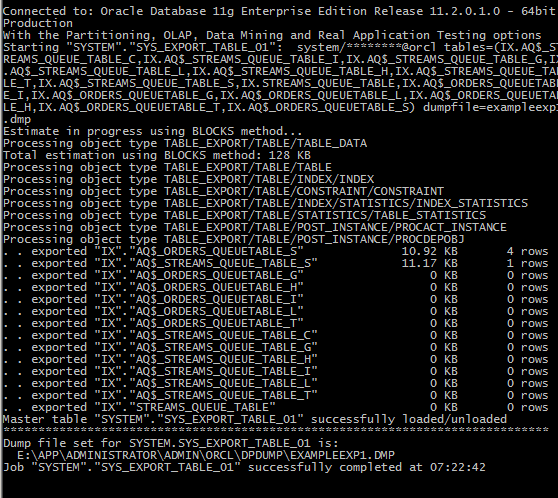 Connected to: Oracle Database 11g Enterprise Edition Release 11.2.0.1.0 - 64bit
Production
With the Partitioning, OLAP, Data Mining and Real Application Testing options
Starting "SYSTEM"."SYS_EXPORT_TABLE_01":  system/********@orcl tables=(IX.AQ$_ST
REAMS_QUEUE_TABLE_C,IX.AQ$_STREAMS_QUEUE_TABLE_I,IX.AQ$_STREAMS_QUEUE_TABLE_G,IX
.AQ$_STREAMS_QUEUE_TABLE_L,IX.AQ$_STREAMS_QUEUE_TABLE_H,IX.AQ$_STREAMS_QUEUE_TAB
LE_T,IX.AQ$_STREAMS_QUEUE_TABLE_S,IX.STREAMS_QUEUE_TABLE,IX.AQ$_ORDERS_QUEUETABL
E_I,IX.AQ$_ORDERS_QUEUETABLE_G,IX.AQ$_ORDERS_QUEUETABLE_L,IX.AQ$_ORDERS_QUEUETAB
LE_H,IX.AQ$_ORDERS_QUEUETABLE_T,IX.AQ$_ORDERS_QUEUETABLE_S) dumpfile=exampleexp1
.dmp
Estimate in progress using BLOCKS method...
Processing object type TABLE_EXPORT/TABLE/TABLE_DATA
Total estimation using BLOCKS method: 128 KB
Processing object type TABLE_EXPORT/TABLE/TABLE
Processing object type TABLE_EXPORT/TABLE/INDEX/INDEX
Processing object type TABLE_EXPORT/TABLE/CONSTRAINT/CONSTRAINT
Processing object type TABLE_EXPORT/TABLE/INDEX/STATISTICS/INDEX_STATISTICS
Processing object type TABLE_EXPORT/TABLE/STATISTICS/TABLE_STATISTICS
Processing object type TABLE_EXPORT/TABLE/POST_INSTANCE/PROCACT_INSTANCE
Processing object type TABLE_EXPORT/TABLE/POST_INSTANCE/PROCDEPOBJ
. . exported "IX"."AQ$_ORDERS_QUEUETABLE_S" 10.92 KB 4 rows
. . exported "IX"."AQ$_STREAMS_QUEUE_TABLE_S" 11.17 KB 1 rows
. . exported "IX"."AQ$_ORDERS_QUEUETABLE_G" 0 KB 0 rows
. . exported "IX"."AQ$_ORDERS_QUEUETABLE_H" 0 KB 0 rows
. . exported "IX"."AQ$_ORDERS_QUEUETABLE_I" 0 KB 0 rows
. . exported "IX"."AQ$_ORDERS_QUEUETABLE_L" 0 KB 0 rows
. . exported "IX"."AQ$_ORDERS_QUEUETABLE_T" 0 KB 0 rows
. . exported "IX"."AQ$_STREAMS_QUEUE_TABLE_C" 0 KB 0 rows
. . exported "IX"."AQ$_STREAMS_QUEUE_TABLE_G" 0 KB 0 rows
. . exported "IX"."AQ$_STREAMS_QUEUE_TABLE_H" 0 KB 0 rows
. . exported "IX"."AQ$_STREAMS_QUEUE_TABLE_I" 0 KB 0 rows
. . exported "IX"."AQ$_STREAMS_QUEUE_TABLE_L" 0 KB 0 rows
. . exported "IX"."AQ$_STREAMS_QUEUE_TABLE_T" 0 KB 0 rows
. . exported "IX"."STREAMS_QUEUE_TABLE" 0 KB 0 rows
Master table "SYSTEM"."SYS_EXPORT_TABLE_01" successfully loaded/unloaded
******************************************************************************
Dump file set for SYSTEM.SYS_EXPORT_TABLE_01 is:
E:\APP\ADMINISTRATOR\ADMIN\ORCL\DPDUMP\EXAMPLEEXP1.DMP
Job "SYSTEM"."SYS_EXPORT_TABLE_01" successfully completed at 07:22:42